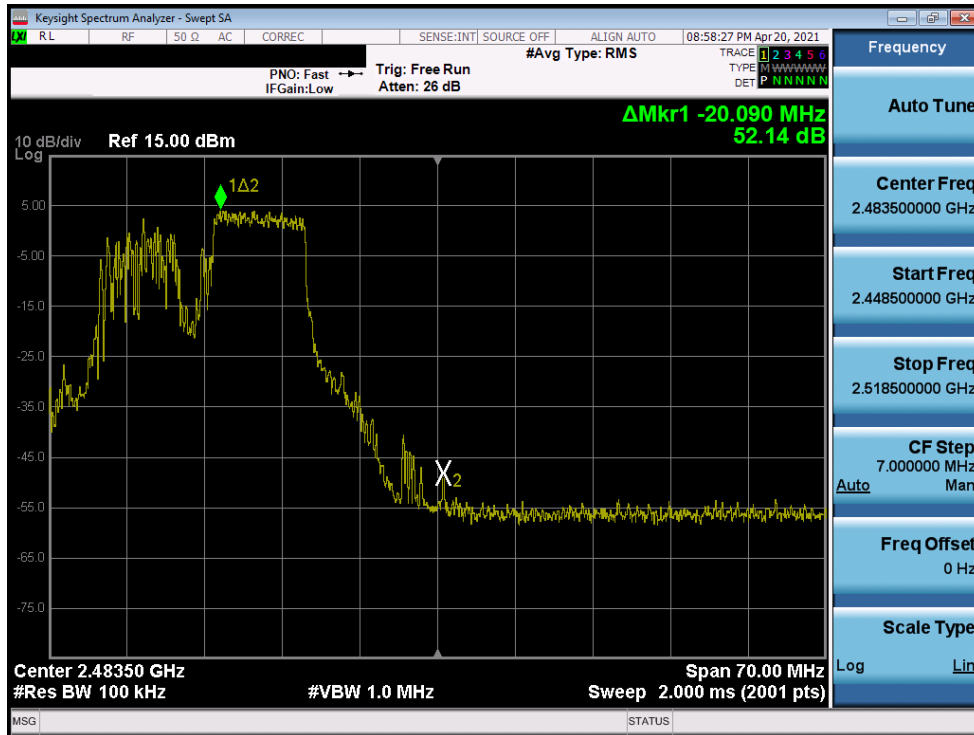 Keysight Spectrum Analyzer - Swept SA
LXI RL RF 50 Ω AC CORREC SENSE:INT SOURCE OFF ALIGN AUTO 08:58:27 PM Apr 20, 2021
#Avg Type: RMS
TRACE 1 2 3 4 5 6
TYPE M WWWWW
DET P N N N N N
PNO: Fast
IFGain:Low
Trig: Free Run
Atten: 26 dB
ΔMkr1 -20.090 MHz
52.14 dB
10 dB/div
Log
Ref 15.00 dBm
1Δ2
5.00
-5.00
-15.0
-25.0
-35.0
-45.0
X2
-55.0
-65.0
-75.0
Center 2.48350 GHz
Span 70.00 MHz
#Res BW 100 kHz
#VBW 1.0 MHz
Sweep 2.000 ms (2001 pts)
MSG
STATUS
Frequency
Auto Tune
Center Freq
2.483500000 GHz
Start Freq
2.448500000 GHz
Stop Freq
2.518500000 GHz
CF Step
7.000000 MHz
Auto Man
Freq Offset
0 Hz
Scale Type
Log Lin